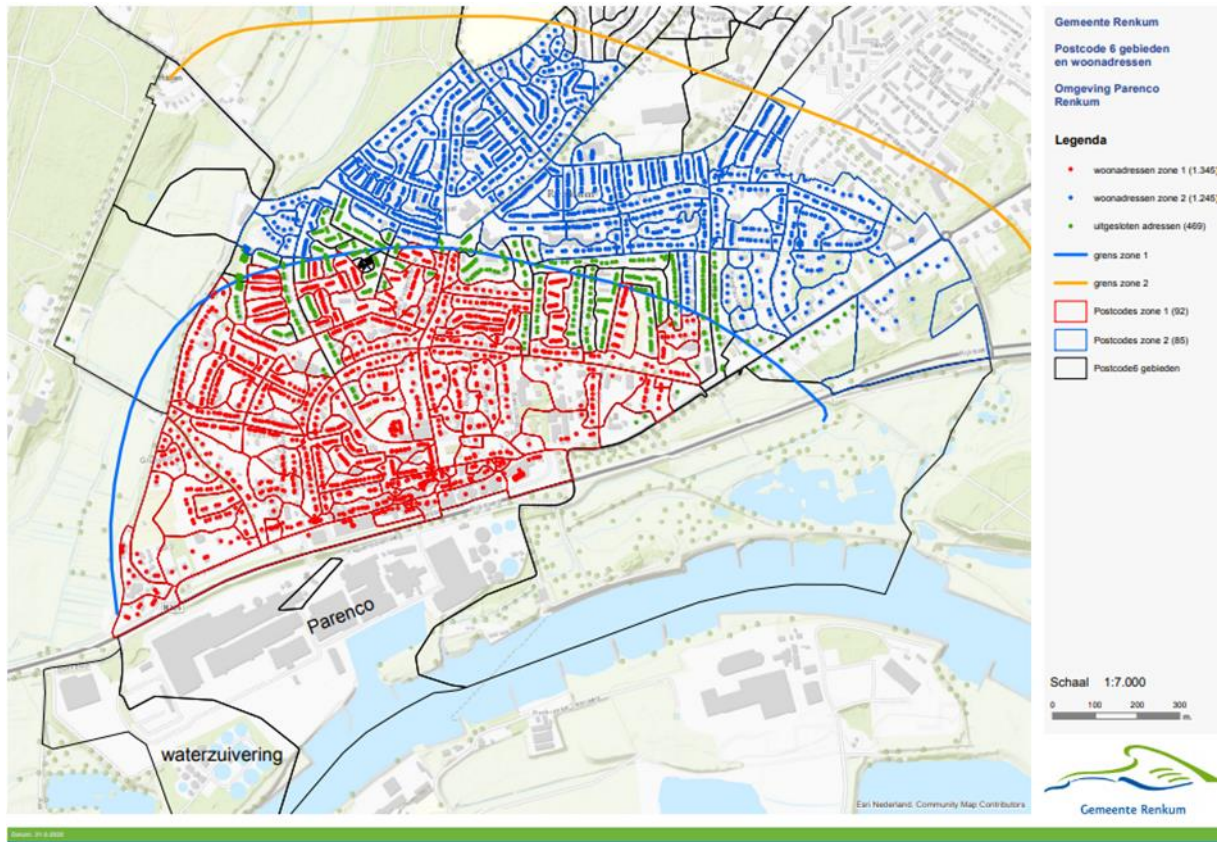 Gemeente Renkum
Postcode 6 gebieden
en woonadressen
Omgeving Parenco
Renkum
Legenda
woonadressen zone 1 (1.345)
woonadressen zone 2 (1.245)
uitgesloten adressen (469)
grens zone 1
grens zone 2
Postcodes zone 1 (92)
Postcodes zone 2 (85)
Postcode6 gebieden
Parenco
waterzuivering
Schaal 1:7.000
0 100 200 300
m.
Esri Nederland, Community Map Contributors
Gemeente Renkum